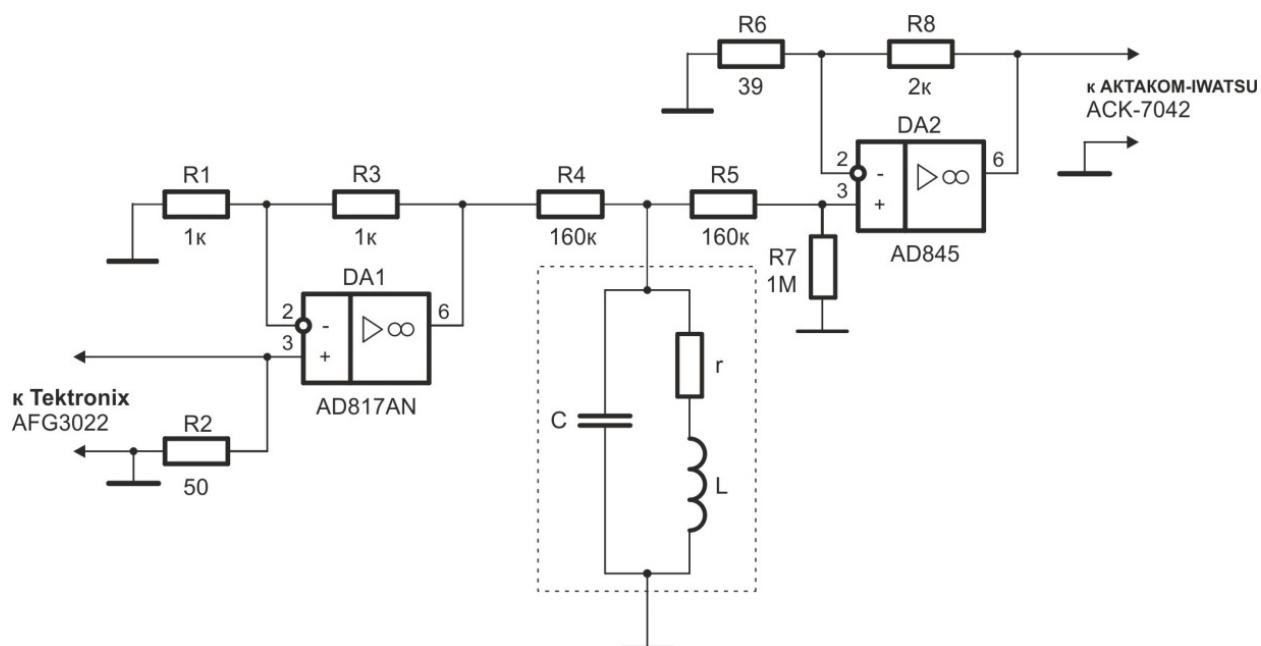 R6
R8
39
2к
к АКТАКОМ-IWATSU
АСК-7042
DA2
2
-
3
+
▷∞
6
AD845
R1
R3
R4
R5
1к
1к
160к
160к
R7
1М
DA1
2
-
3
+
▷∞
6
AD817AN
к Tektronix
AFG3022
R2
50
C
r
L